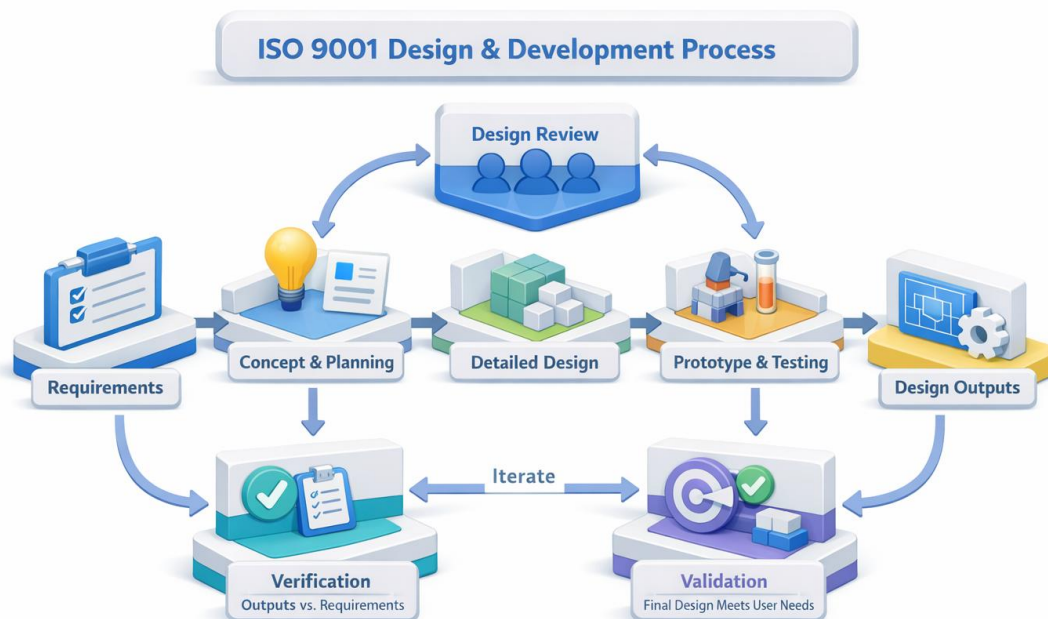 ISO 9001 Design & Development Process
Design Review
Requirements
Concept & Planning
Detailed Design
Prototype & Testing
Design Outputs
Iterate
Verification
Outputs vs. Requirements
Validation
Final Design Meets User Needs